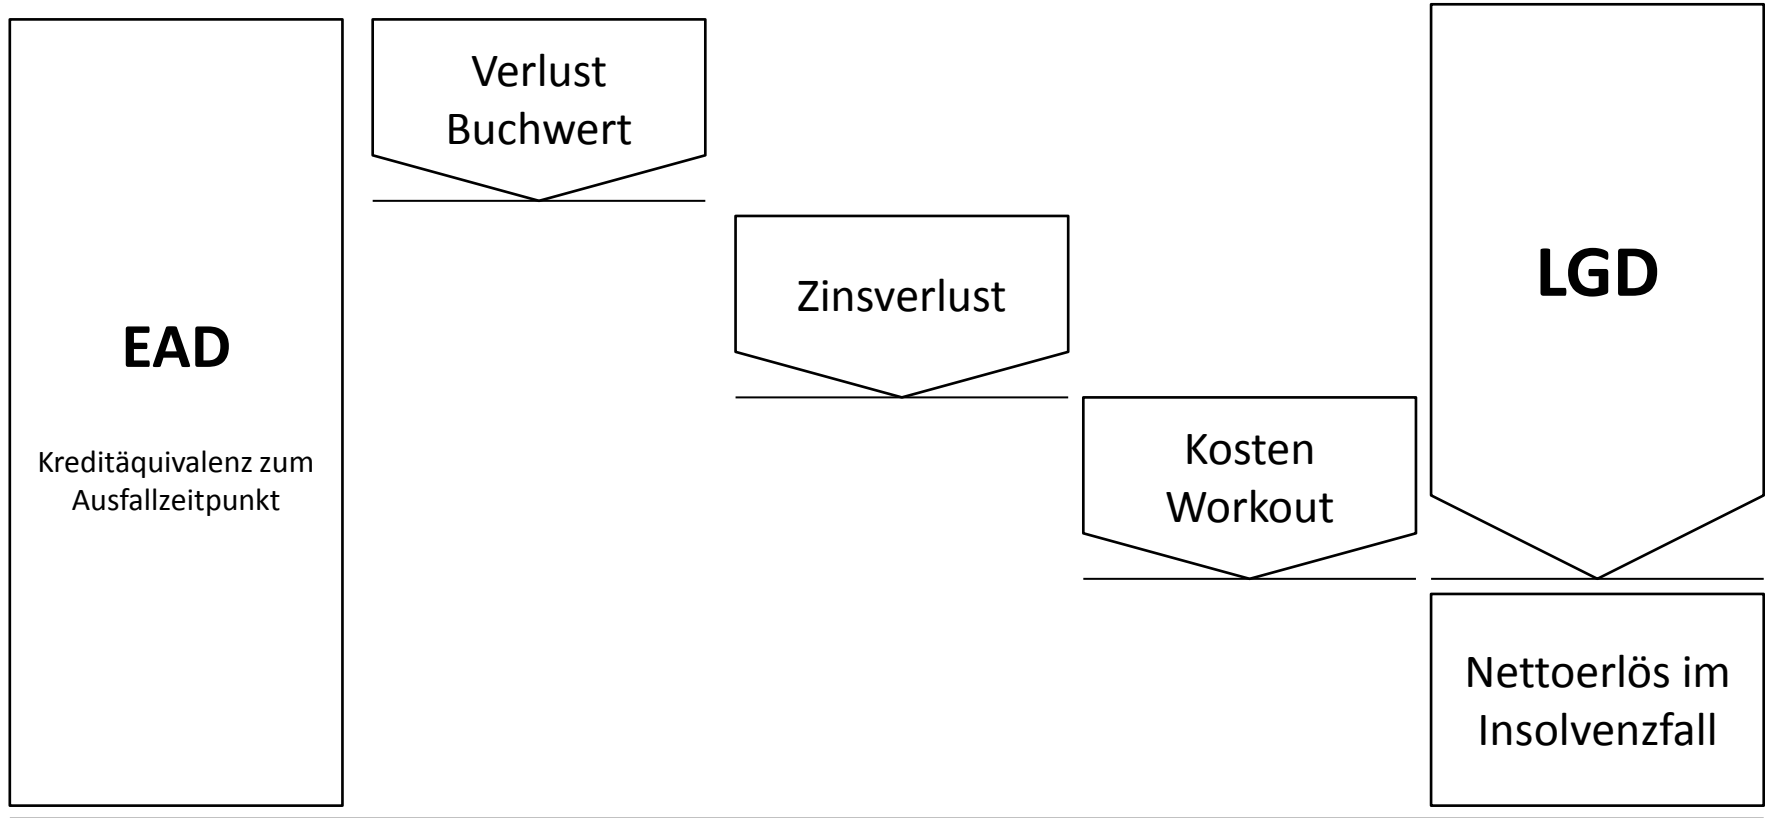 EAD
Kreditäquivalenz zum
Ausfallzeitpunkt
Verlust
Buchwert
Zinsverlust
Kosten
Workout
LGD
Nettoerlös im
Insolvenzfall